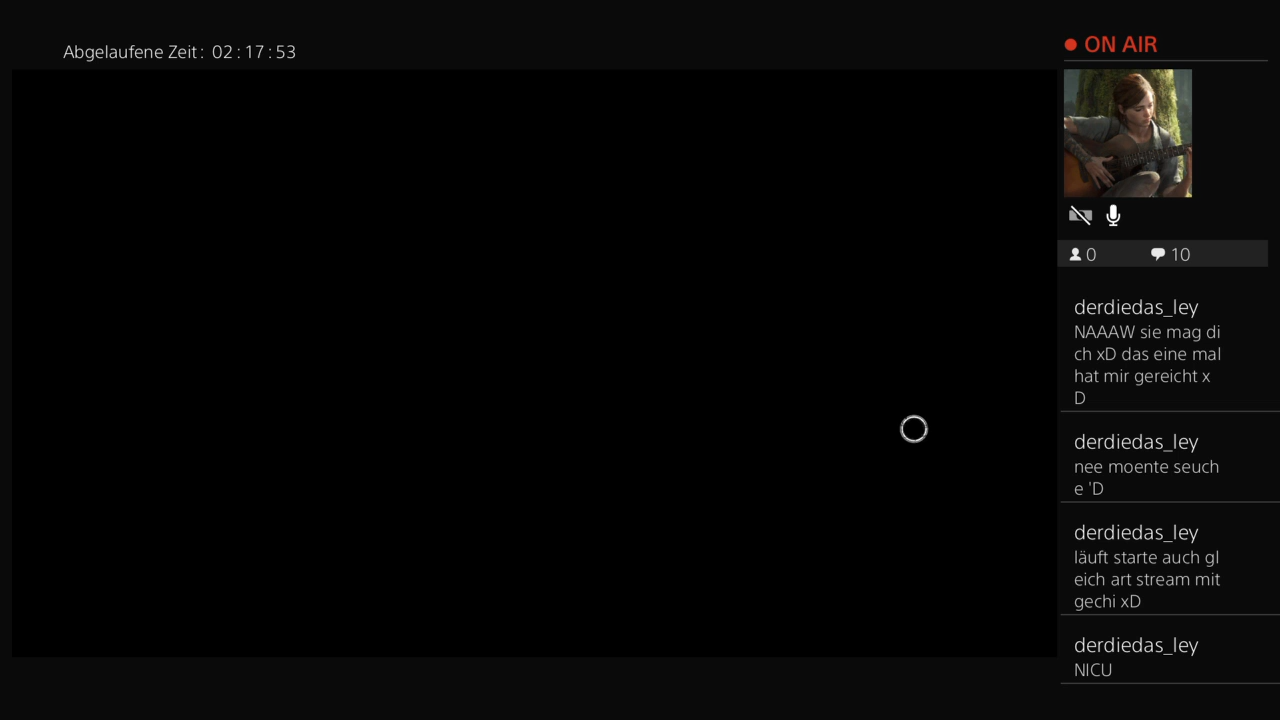 Abgelaufene Zeit: 02:17:53
ON AIR
0
10
derdiedas_ley
NAAAW sie mag di
ch xD das eine mal
hat mir gereicht x
D
derdiedas_ley
nee moente seuch
e 'D
derdiedas_ley
läuft starte auch gl
eich art stream mit
gechi xD
derdiedas_ley
NICU